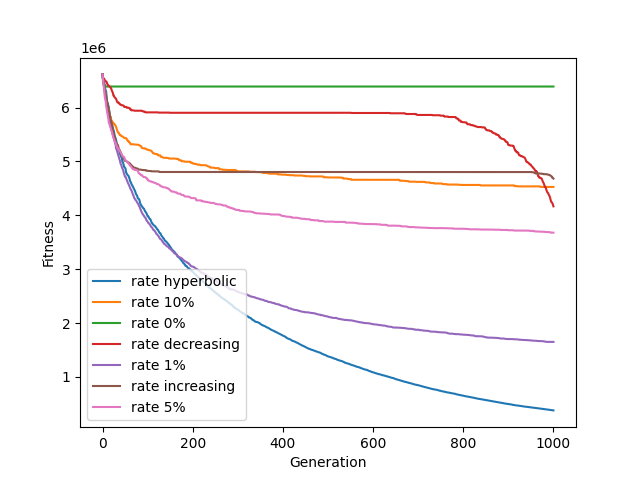 1e6
6
5
4
3
2
1
Fitness
rate hyperbolic
rate 10%
rate 0%
rate decreasing
rate 1%
rate increasing
rate 5%
0 200 400 600 800 1000
Generation